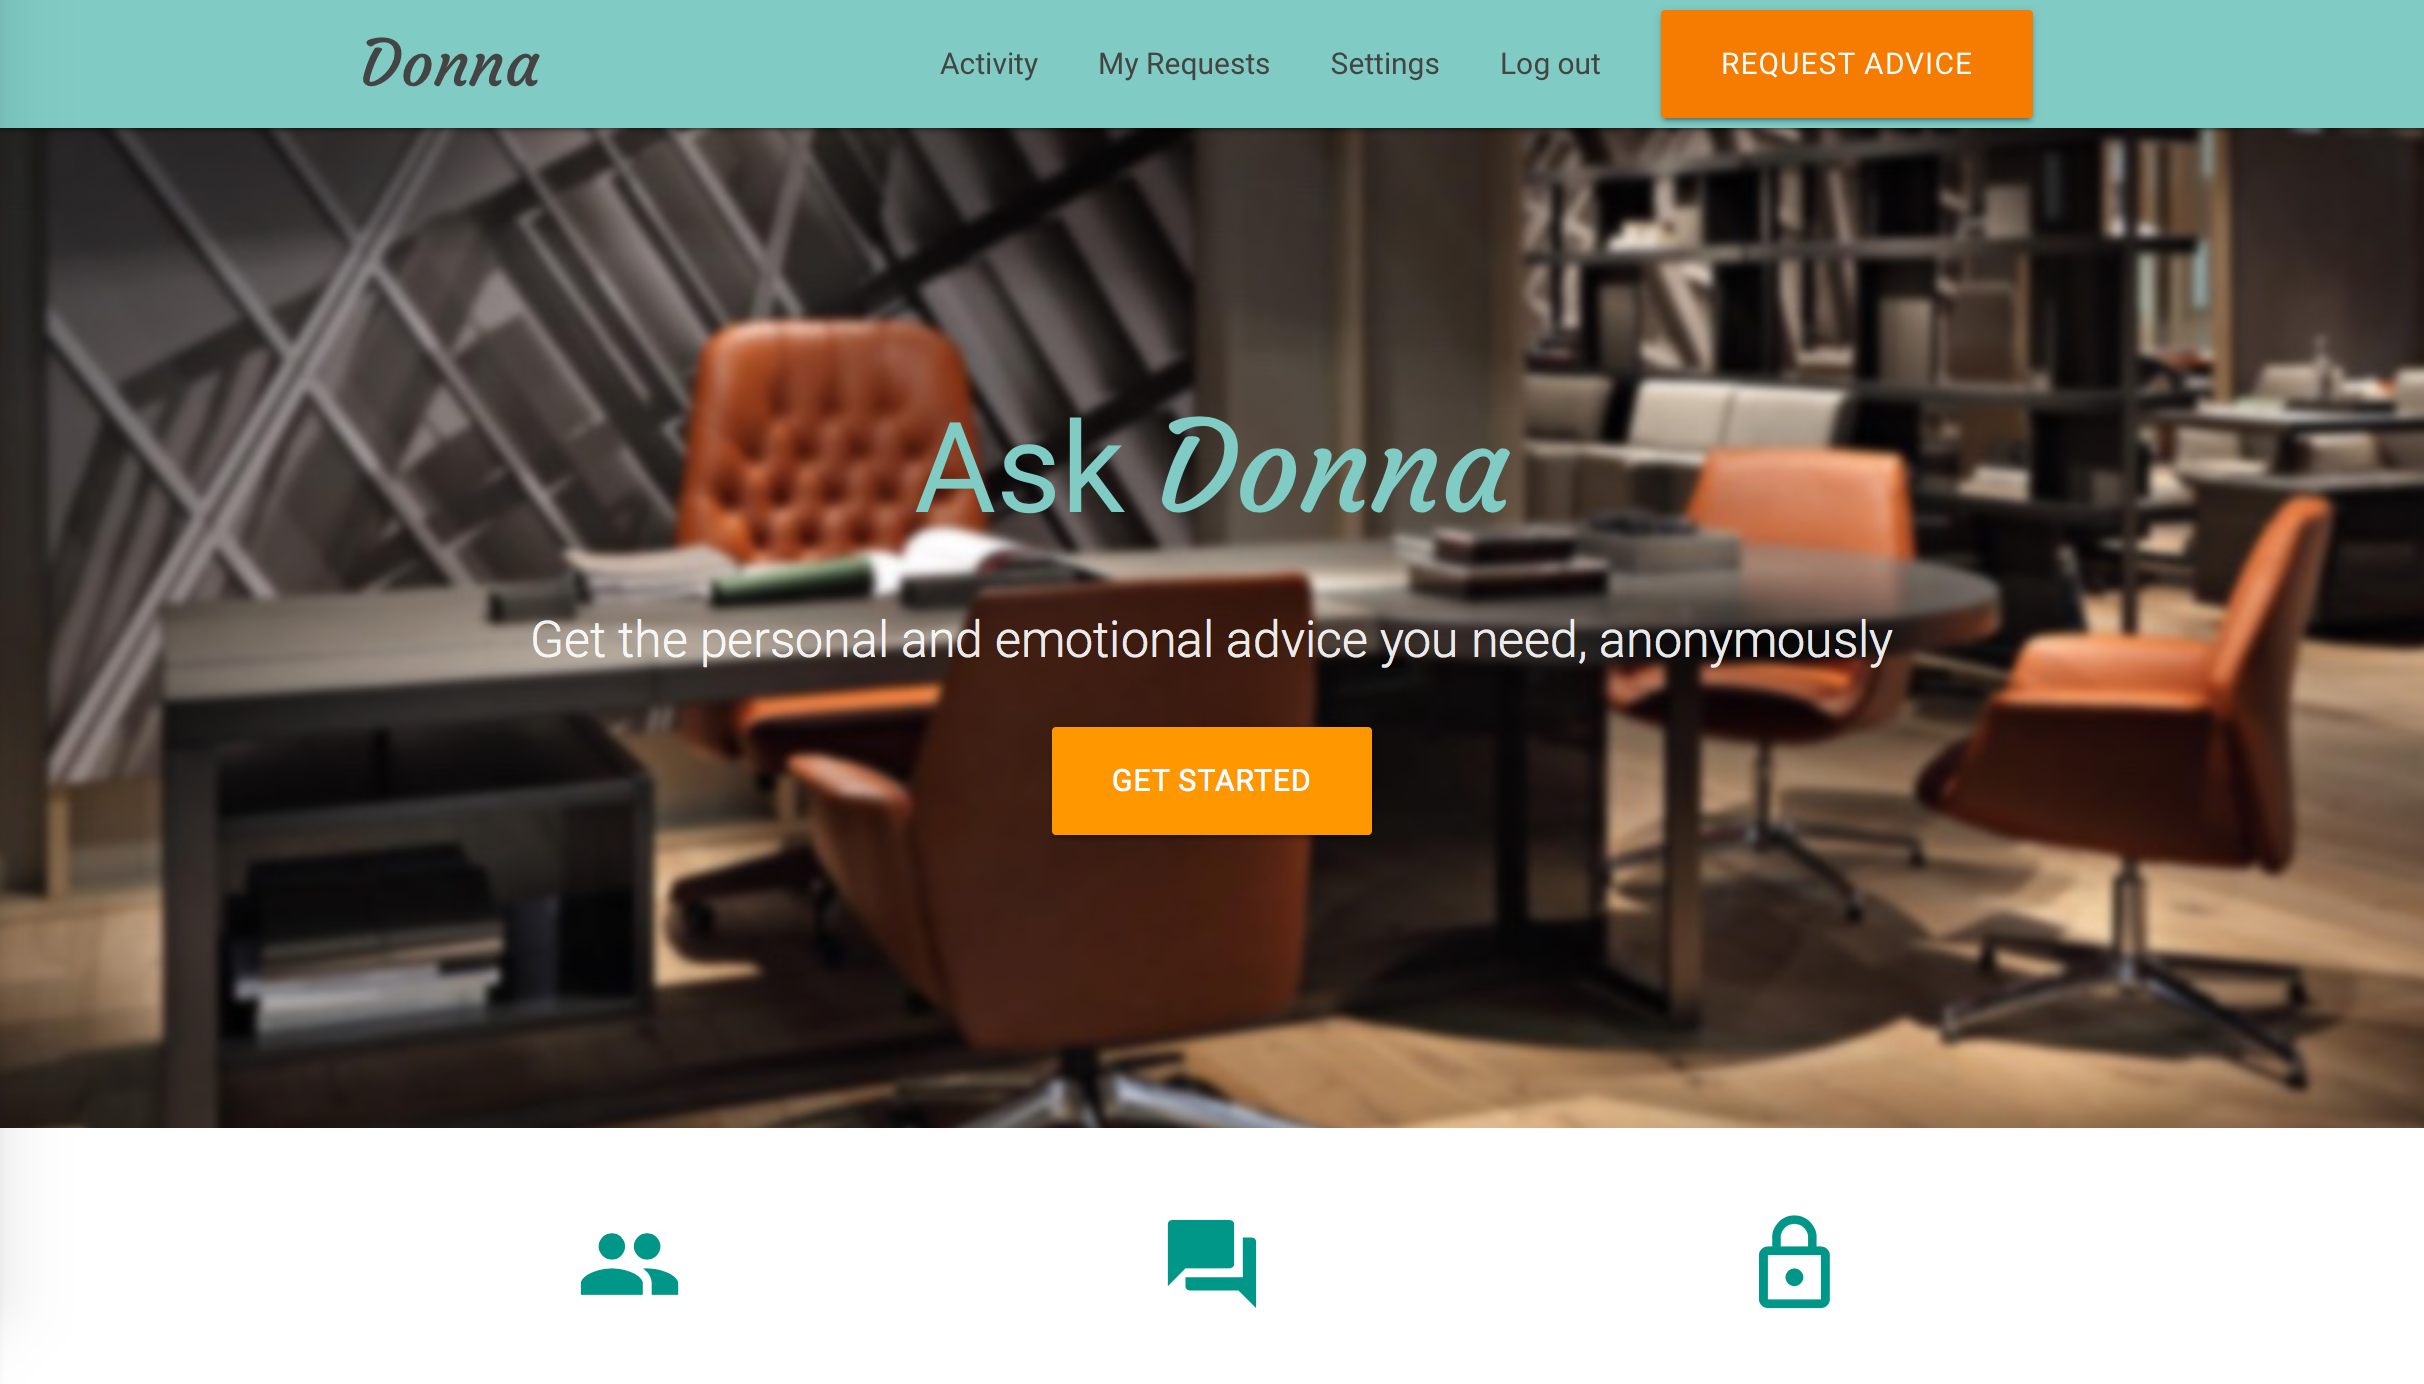 Donna
Activity
My Requests
Settings
Log out
REQUEST ADVICE
Ask Donna
Get the personal and emotional advice you need, anonymously
GET STARTED